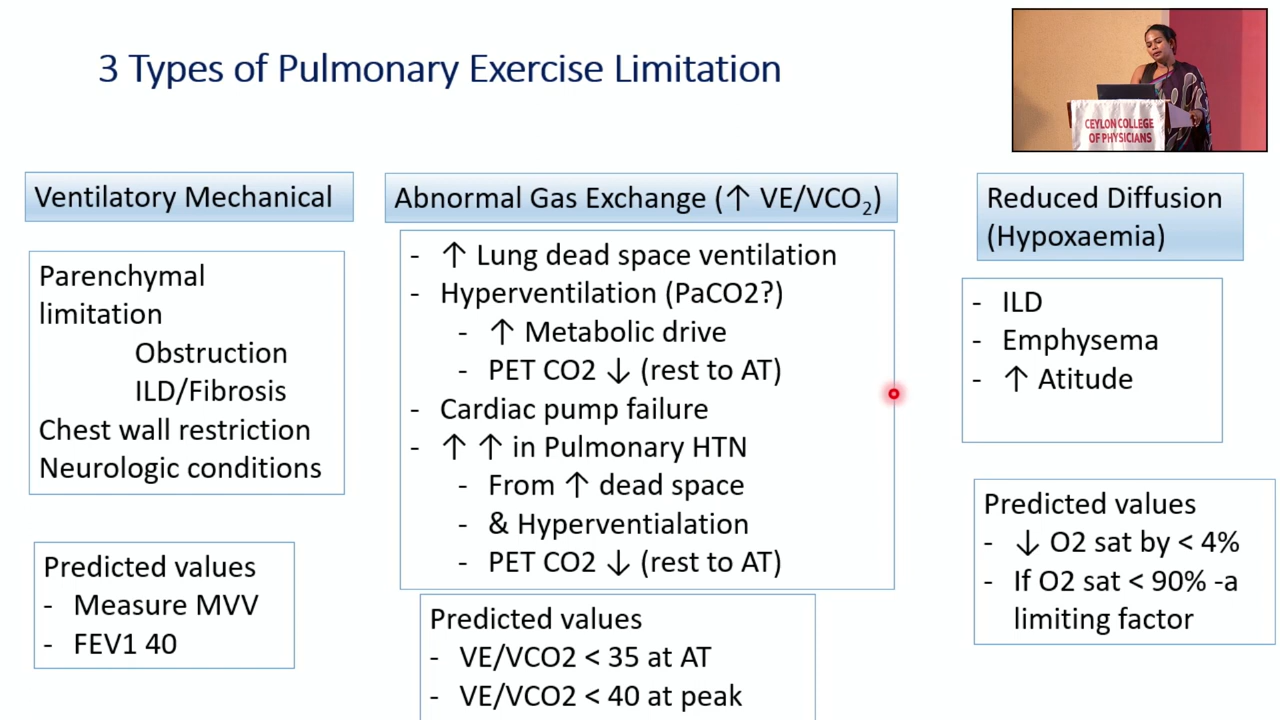 3 Types of Pulmonary Exercise Limitation
CEYLON COLLEGE
OF PHYSICIANS
Ventilatory Mechanical
Parenchymal
limitation
Obstruction
ILD/Fibrosis
Chest wall restriction
Neurologic conditions
Predicted values
- Measure MVV
- FEV1 40
Abnormal Gas Exchange (↑ VE/VCO₂)
- ↑ Lung dead space ventilation
- Hyperventilation (PaCO2?)
- ↑ Metabolic drive
- PET CO2 ↓ (rest to AT)
- Cardiac pump failure
- ↑ ↑ in Pulmonary HTN
- From ↑ dead space
- & Hyperventialation
- PET CO2 ↓ (rest to AT)
Predicted values
- VE/VCO2 < 35 at AT
- VE/VCO2 < 40 at peak
Reduced Diffusion
(Hypoxaemia)
- ILD
- Emphysema
- ↑ Atitude
Predicted values
- ↓ O2 sat by < 4%
- If O2 sat < 90% -a
limiting factor